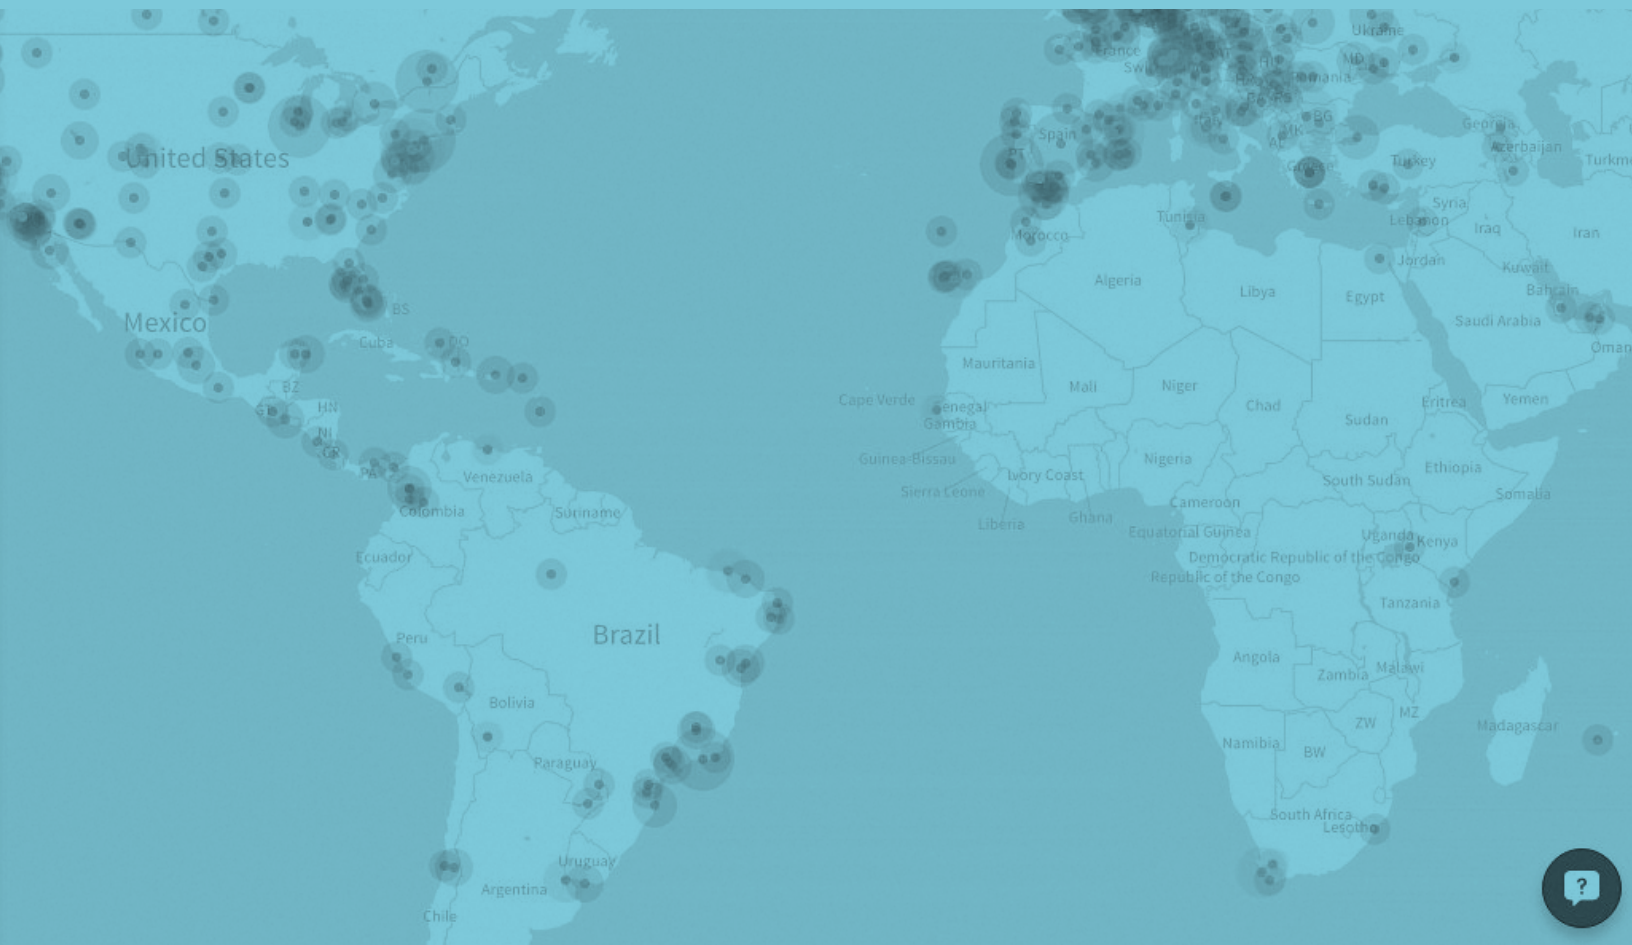 Ukraine
France
MD
HU
Romania
Italy
BG
MK
AL
Spain
PT
Georgia
Azerbaijan
United States
Greece
Turkey
Turkm
Syria
Tunisia
Lebanon
Iraq
Iran
Morocco
Jordan
Kuwait
Algeria
Libya
Egypt
Bahrain
BS
Saudi Arabia
Mexico
Cuba
DO
Oman
Mauritania
Mali
Niger
BZ
Chad
Cape Verde
Senegal
Eritrea
Yemen
GT
HN
Gambia
Sudan
NI
CR
Guinea-Bissau
Nigeria
PA
Venezuela
Ivory Coast
Ethiopia
South Sudan
Sierra Leone
Somalia
Cameroon
Colombia
Suriname
Liberia
Ghana
Equatorial Guinea
Uganda
Kenya
Ecuador
Democratic Republic of the Congo
Republic of the Congo
Tanzania
Peru
Brazil
Angola
Malawi
Zambia
Bolivia
MZ
ZW
Madagascar
Namibia
BW
Paraguay
South Africa
Lesotho
Uruguay
Argentina
Chile
?